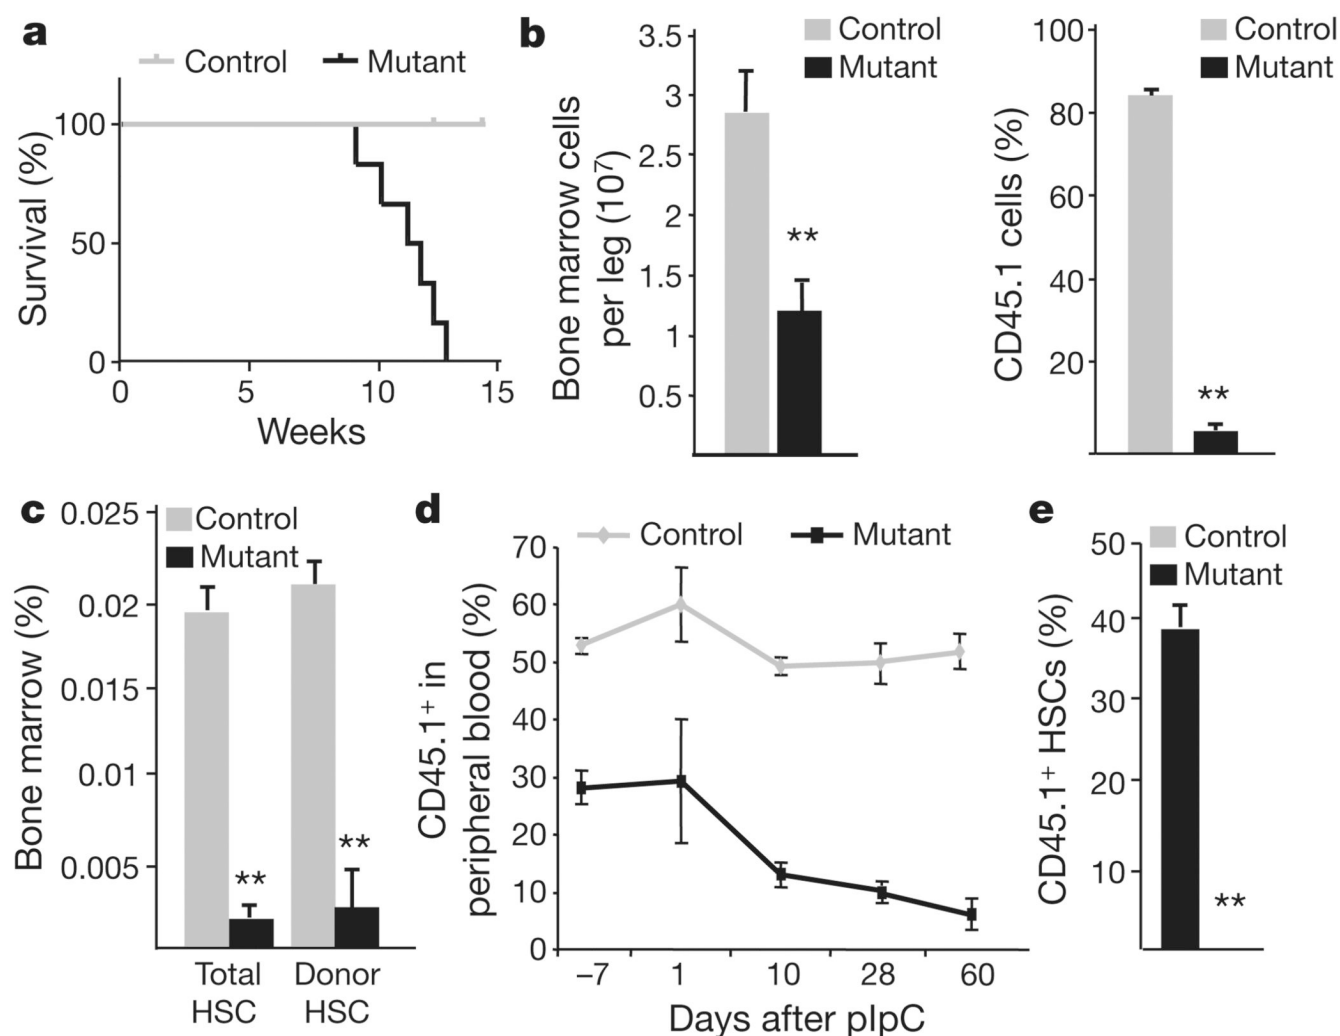 a
Control
Mutant
Survival (%)
100
50
0
0 5 10 15
Weeks
b
Control
Mutant
Bone marrow cells
per leg (10⁷)
3.5
3
2.5
2
1.5
1
0.5
**
Control
Mutant
CD45.1 cells (%)
100
80
60
40
20
**
c
Control
Mutant
Bone marrow (%)
0.025
0.02
0.015
0.01
0.005
**
**
Total
HSC
Donor
HSC
d
Control
Mutant
CD45.1⁺ in
peripheral blood (%)
70
60
50
40
30
20
10
0
–7 1 10 28 60
Days after pIpC
e
Control
Mutant
CD45.1⁺ HSCs (%)
50
40
30
20
10
**